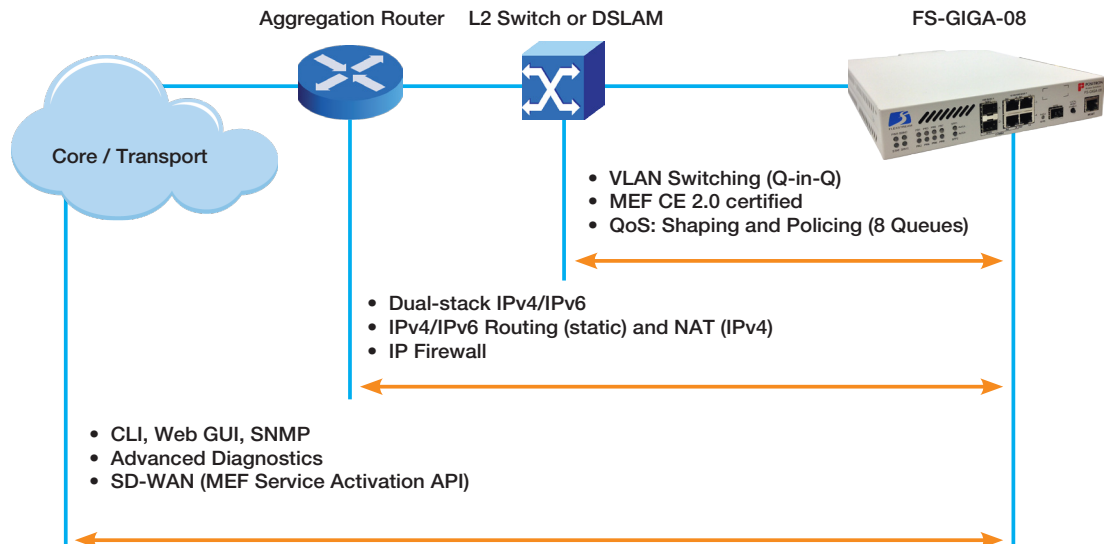 Aggregation Router
L2 Switch or DSLAM
FS-GIGA-08
Core / Transport
• VLAN Switching (Q-in-Q)
• MEF CE 2.0 certified
• QoS: Shaping and Policing (8 Queues)
• Dual-stack IPv4/IPv6
• IPv4/IPv6 Routing (static) and NAT (IPv4)
• IP Firewall
• CLI, Web GUI, SNMP
• Advanced Diagnostics
• SD-WAN (MEF Service Activation API)